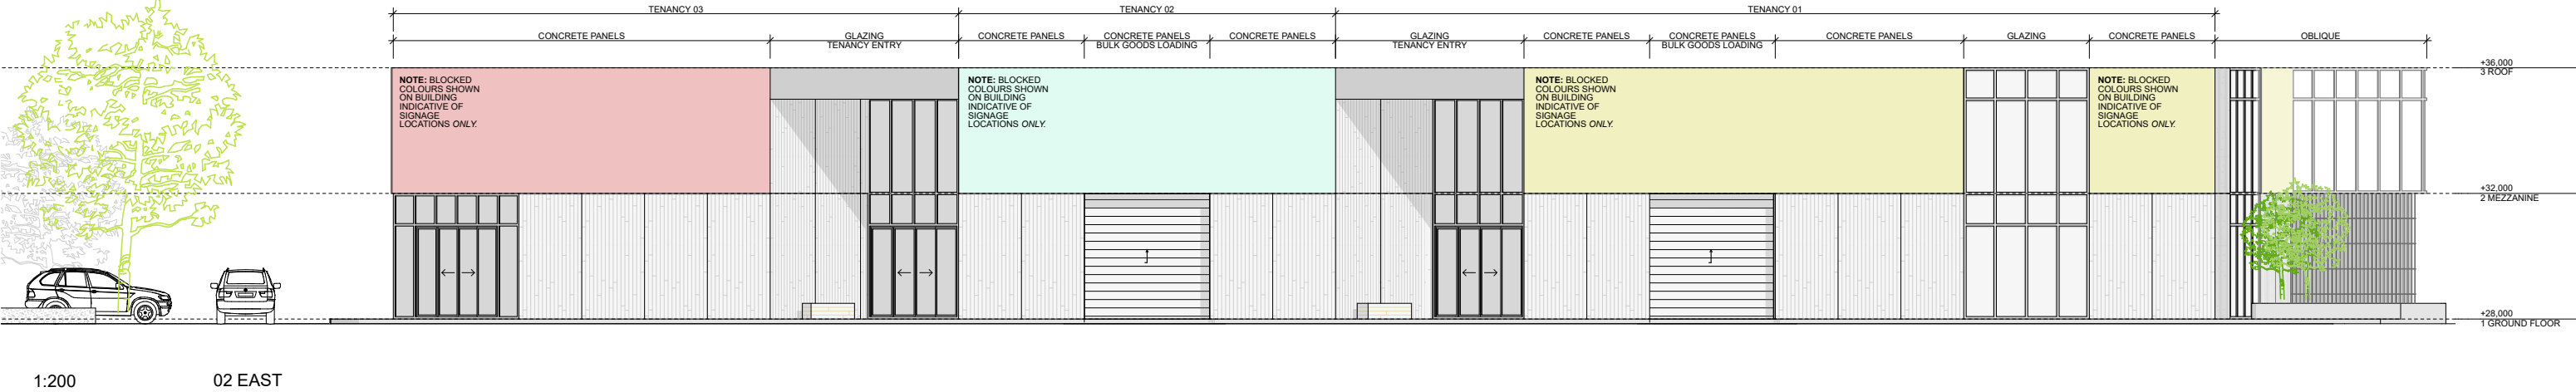 TENANCY 03
TENANCY 02
TENANCY 01
CONCRETE PANELS
GLAZING
TENANCY ENTRY
CONCRETE PANELS
CONCRETE PANELS
BULK GOODS LOADING
CONCRETE PANELS
GLAZING
TENANCY ENTRY
CONCRETE PANELS
CONCRETE PANELS
BULK GOODS LOADING
CONCRETE PANELS
GLAZING
CONCRETE PANELS
OBLIQUE
NOTE: BLOCKED
COLOURS SHOWN
ON BUILDING
INDICATIVE OF
SIGNAGE
LOCATIONS ONLY.
NOTE: BLOCKED
COLOURS SHOWN
ON BUILDING
INDICATIVE OF
SIGNAGE
LOCATIONS ONLY.
NOTE: BLOCKED
COLOURS SHOWN
ON BUILDING
INDICATIVE OF
SIGNAGE
LOCATIONS ONLY.
NOTE: BLOCKED
COLOURS SHOWN
ON BUILDING
INDICATIVE OF
SIGNAGE
LOCATIONS ONLY.
+36,000
3 ROOF
+32,000
2 MEZZANINE
+28,000
1 GROUND FLOOR
1:200
02 EAST